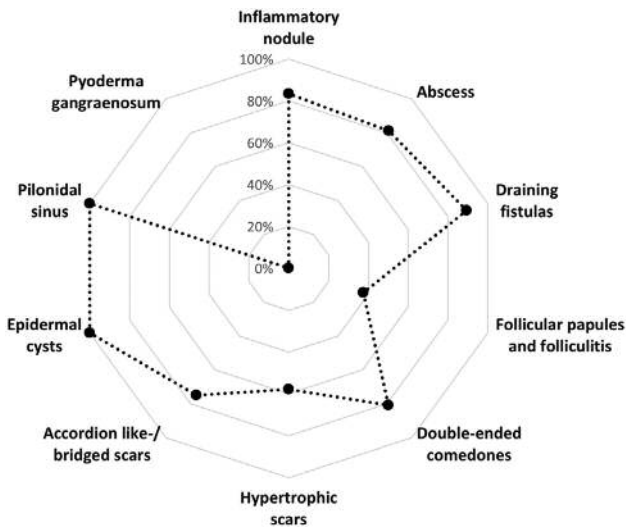 Inflammatory
nodule
100%
Pyoderma
gangraenosum
Abscess
80%
60%
Pilonidal
sinus
40%
Draining
fistulas
20%
0%
Epidermal
cysts
Follicular papules
and folliculitis
Accordion like-/
bridged scars
Double-ended
comedones
Hypertrophic
scars